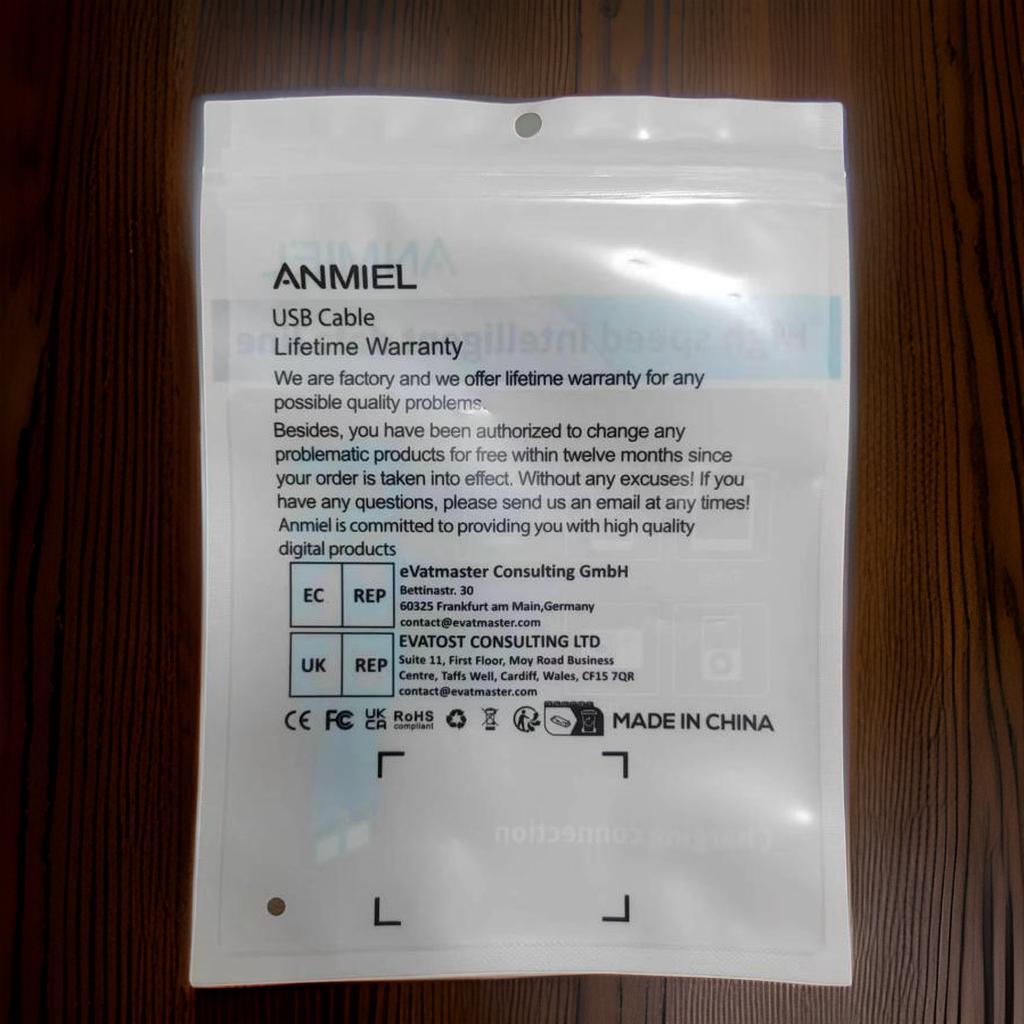 ANMIEL
USB Cable
Lifetime Warranty
We are factory and we offer lifetime warranty for any
possible quality problems.
Besides, you have been authorized to change any
problematic products for free within twelve months since
your order is taken into effect. Without any excuses! If you
have any questions, please send us an email at any times!
Anmiel is committed to providing you with high quality
digital products
EC REP
eVatmaster Consulting GmbH
Bettinastr. 30
60325 Frankfurt am Main,Germany
contact@evatmaster.com
UK REP
EVATOST CONSULTING LTD
Suite 11, First Floor, Moy Road Business
Centre, Taffs Well, Cardiff, Wales, CF15 7QR
contact@evatmaster.com
CE FC UK CA RoHS compliant MADE IN CHINA